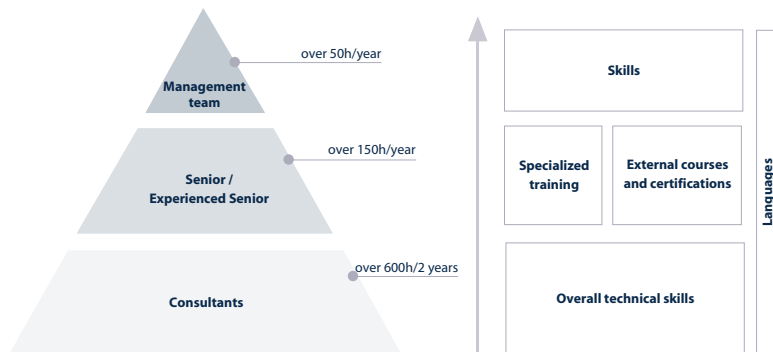 over 50h/year
Management
team
over 150h/year
Senior /
Experienced Senior
over 600h/2 years
Consultants
Skills
Specialized
training
External courses
and certifications
Overall technical skills
Languages